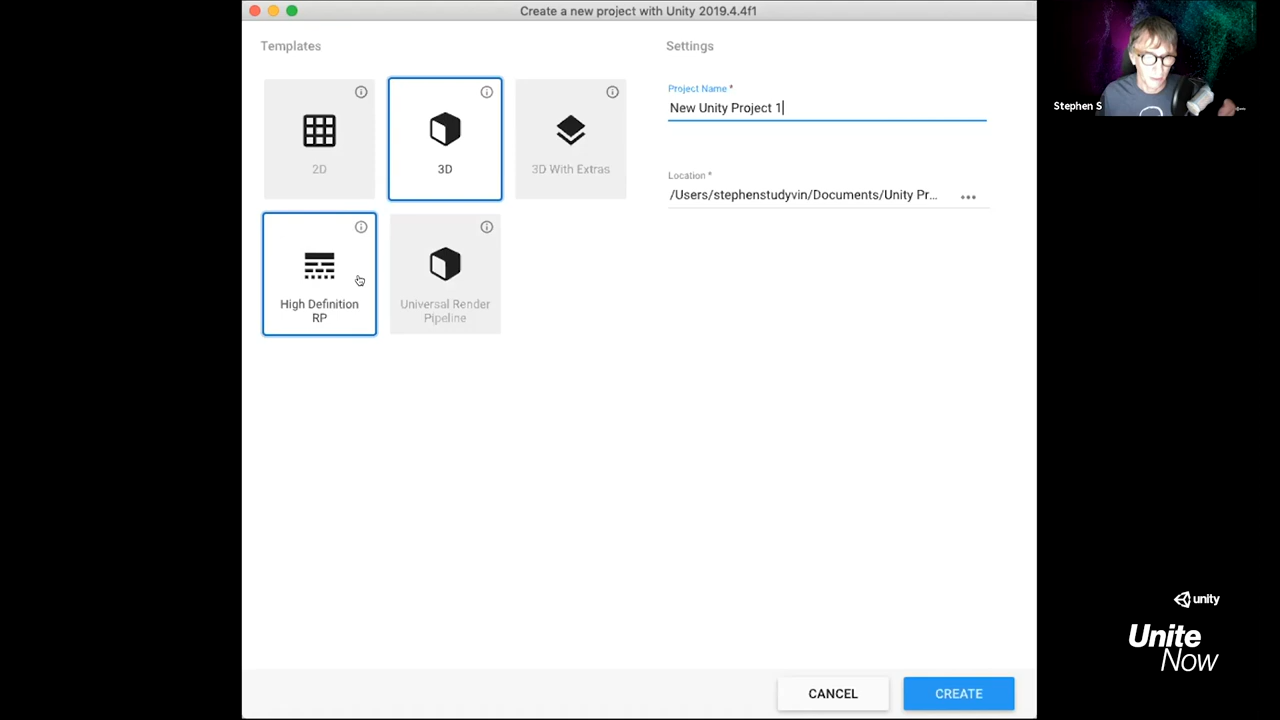 Create a new project with Unity 2019.4.4f1
Templates
Settings
2D
3D
3D With Extras
High Definition
RP
Universal Render
Pipeline
Project Name *
New Unity Project 1
Location *
/Users/stephenstudyvin/Documents/Unity Pr...
CANCEL
CREATE
Stephen S
unity
Unite
Now